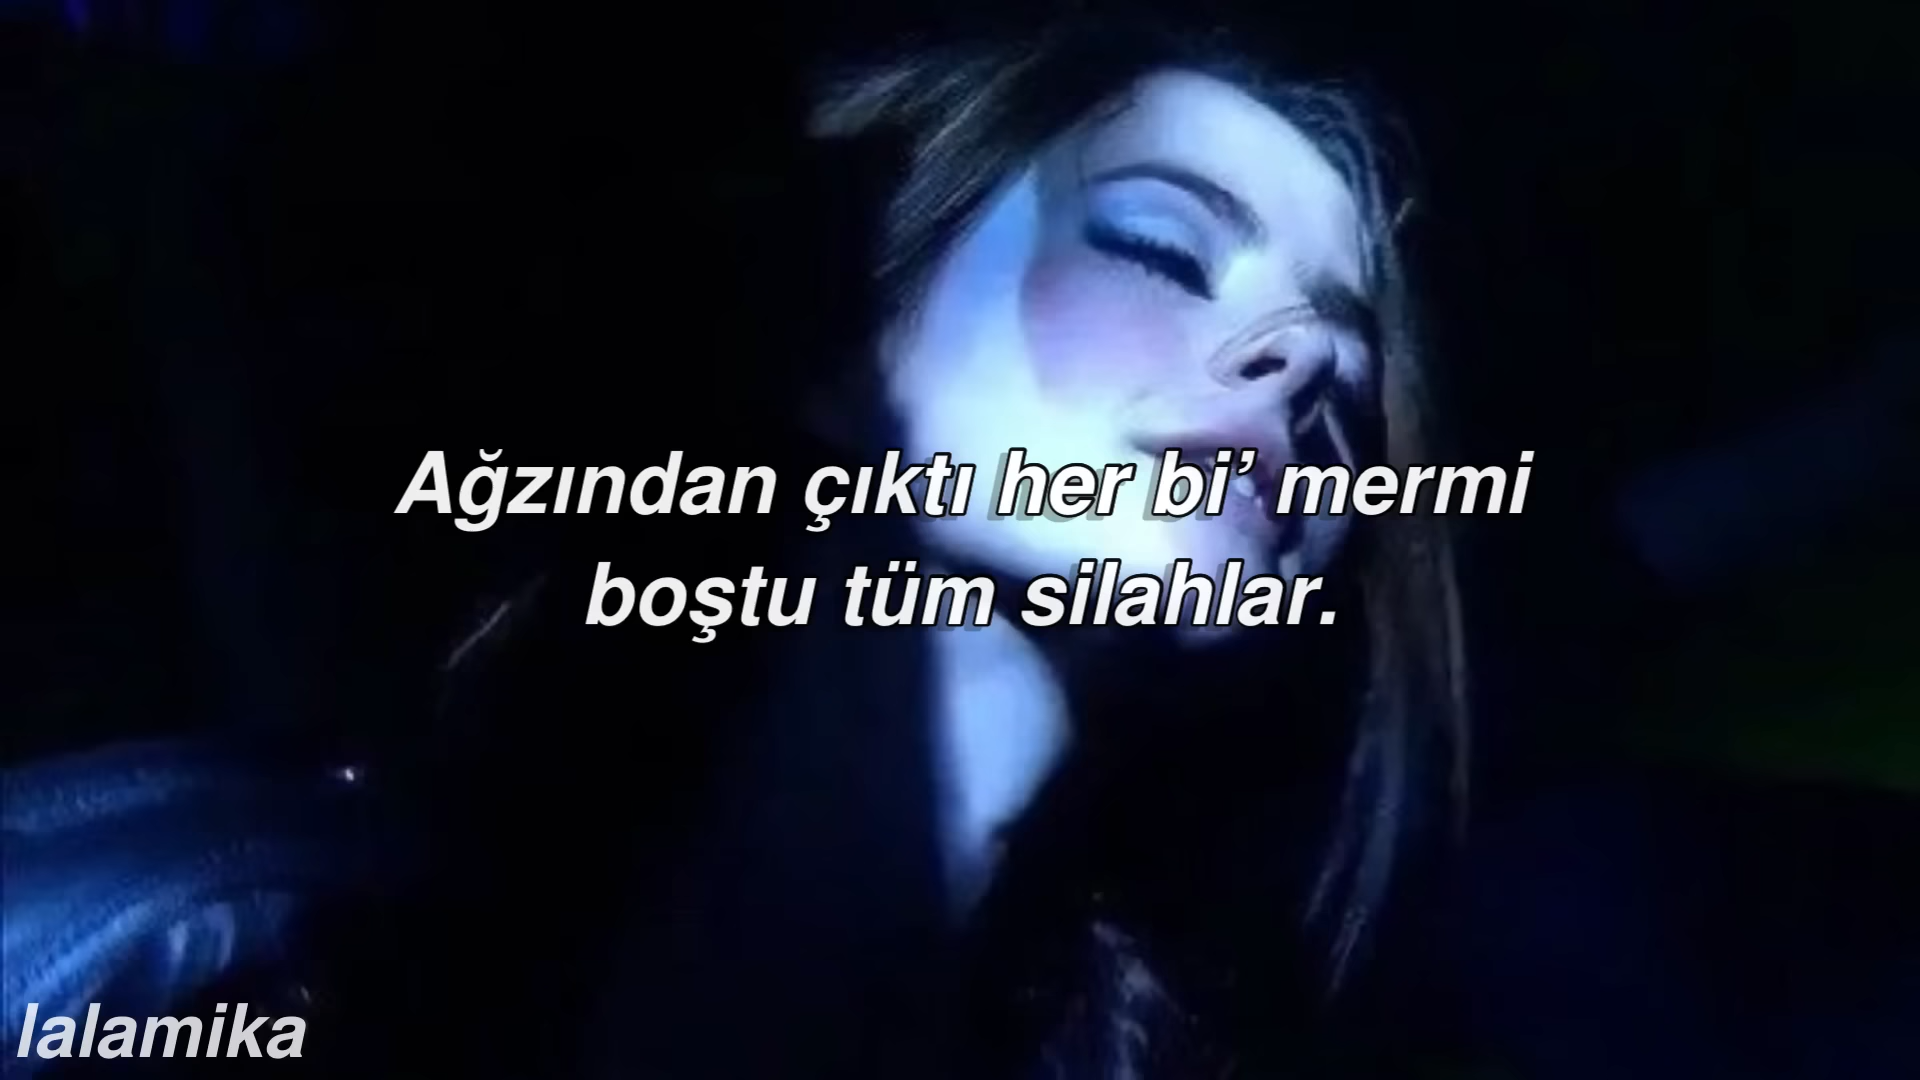 Ağzından çıktı her bi’ mermi
boştu tüm silahlar.
lalamika